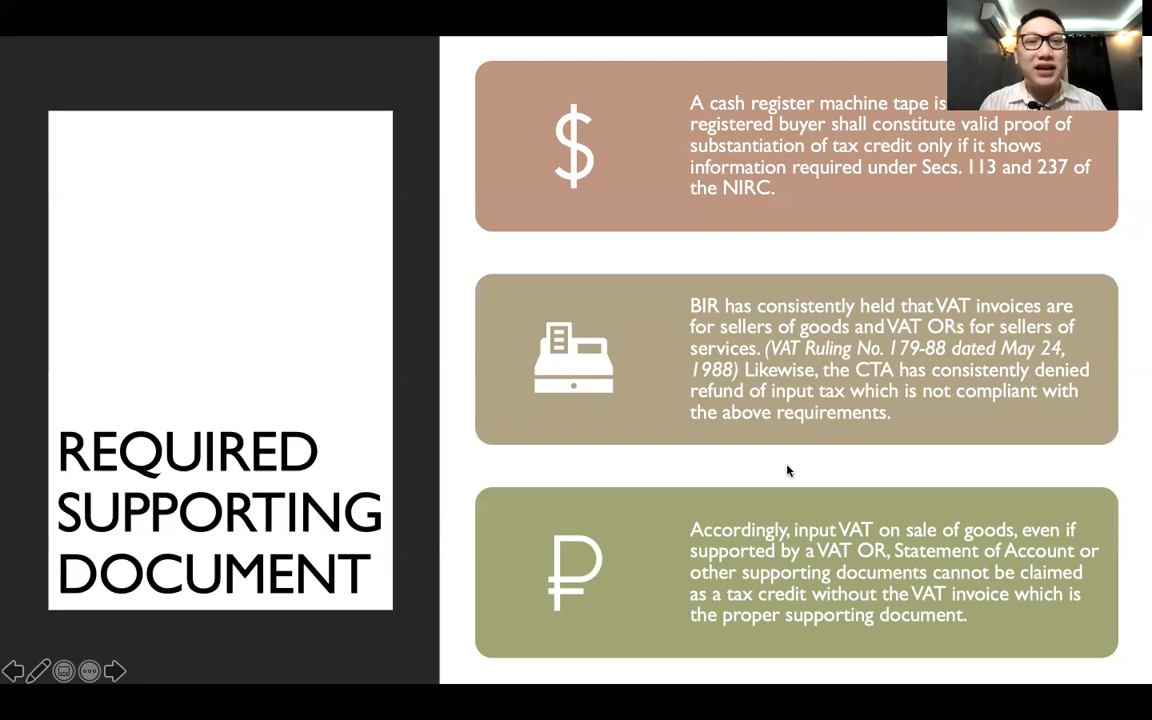 REQUIRED
SUPPORTING
DOCUMENT
A cash register machine tape is
registered buyer shall constitute valid proof of
substantiation of tax credit only if it shows
information required under Secs. 113 and 237 of
the NIRC.
BIR has consistently held that VAT invoices are
for sellers of goods and VAT ORs for sellers of
services. (VAT Ruling No. 179-88 dated May 24,
1988) Likewise, the CTA has consistently denied
refund of input tax which is not compliant with
the above requirements.
Accordingly, input VAT on sale of goods, even if
supported by a VAT OR, Statement of Account or
other supporting documents cannot be claimed
as a tax credit without the VAT invoice which is
the proper supporting document.